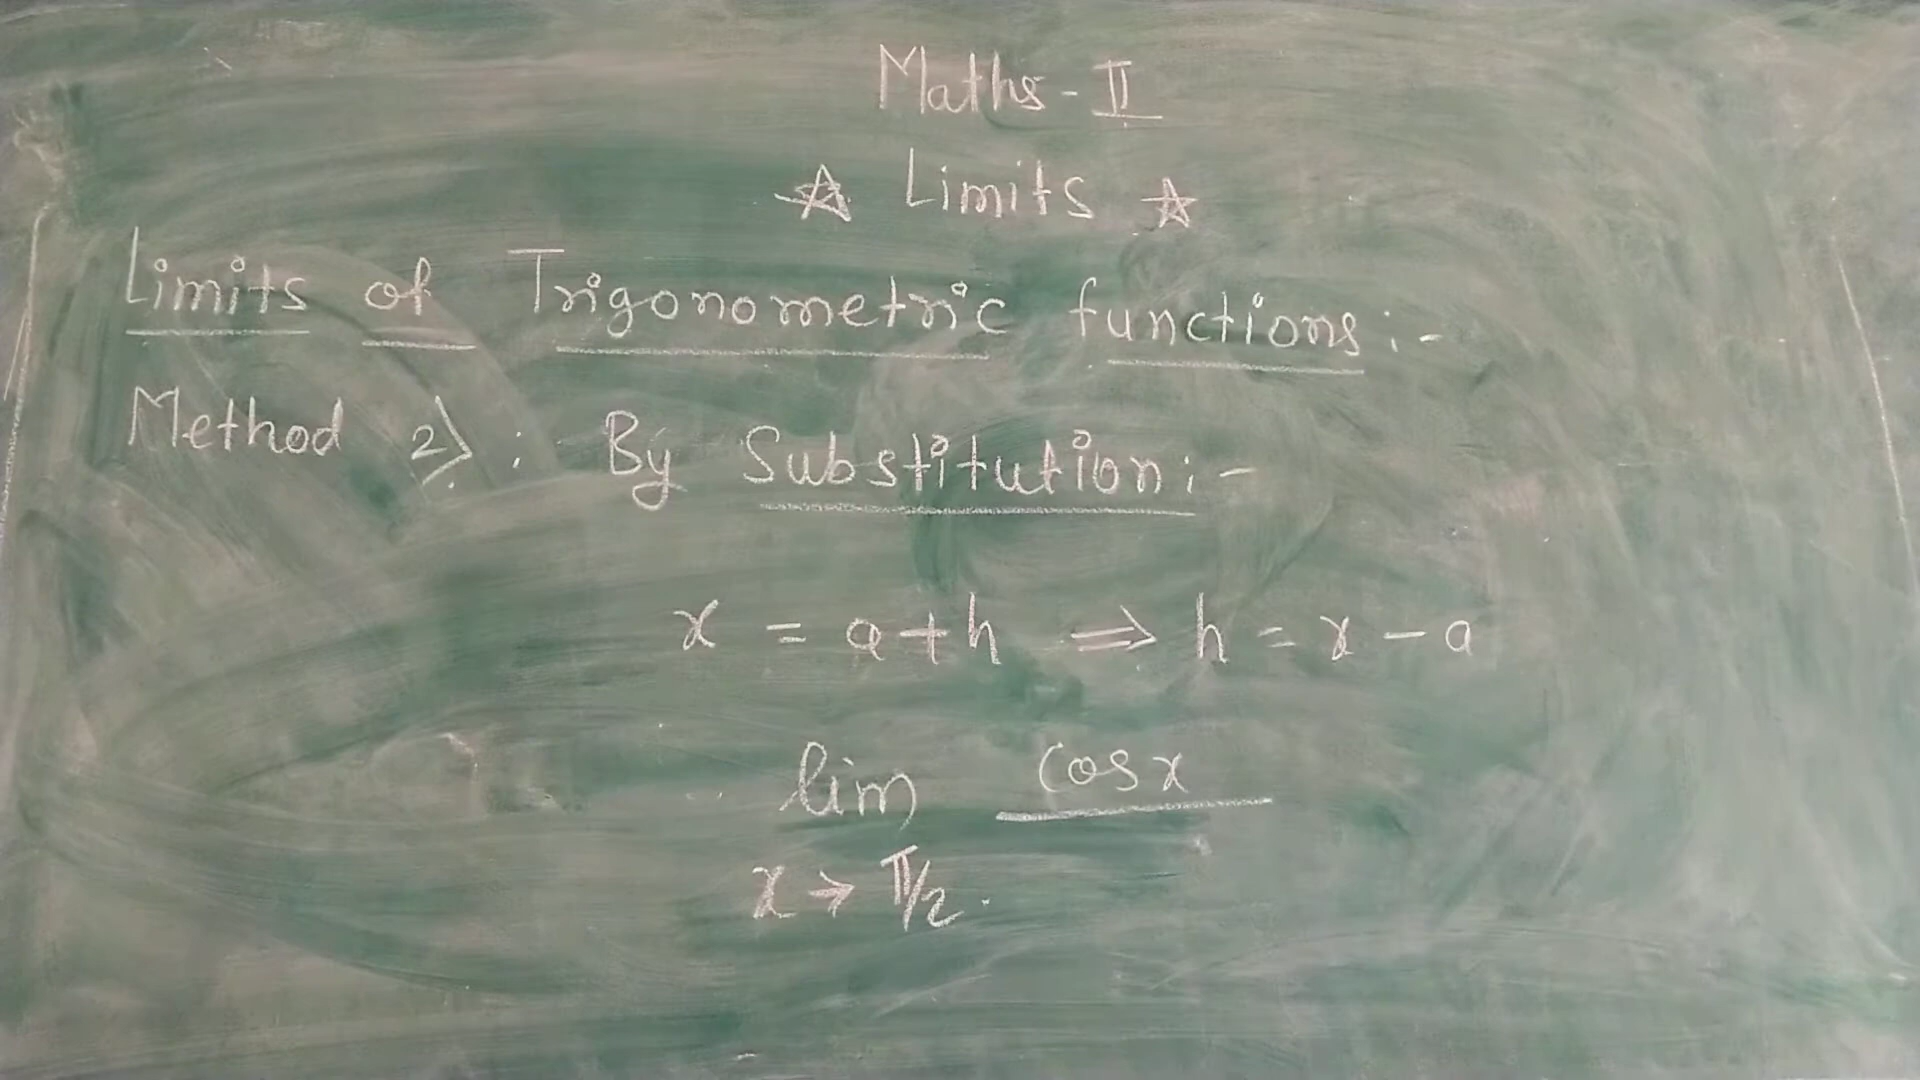 Maths - II
☆ Limits ☆
Limits of Trigonometric functions :-
Method 2) : By Substitution :-
x = a + h ⇒ h = x - a
lim cosx
x → π/2